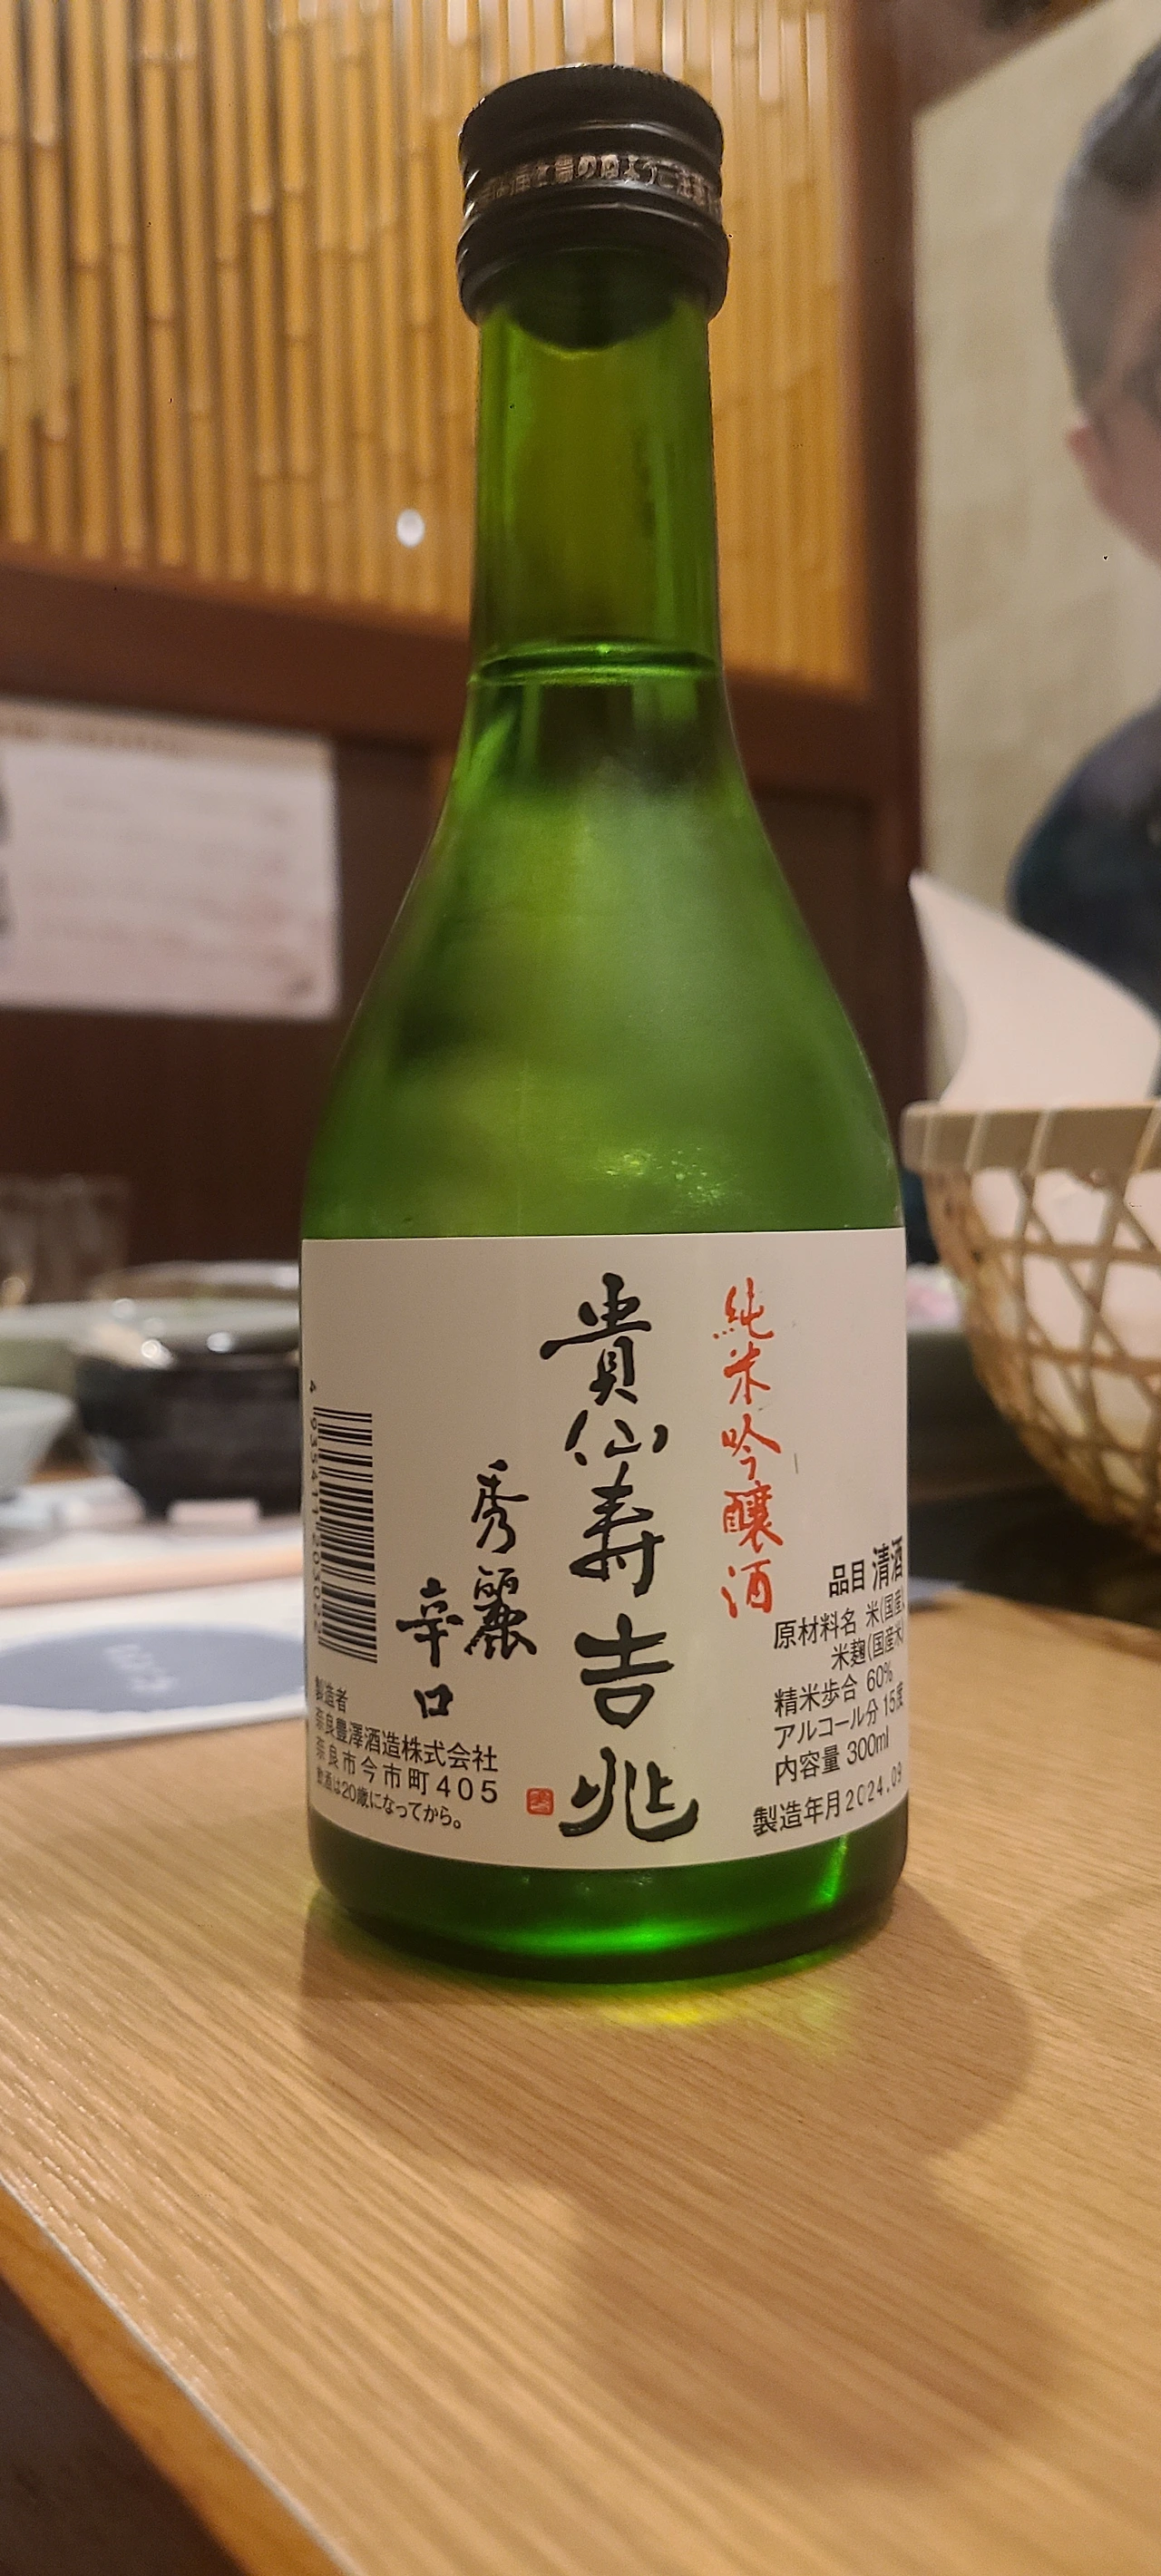 純米吟醸酒
貴仙寿吉兆
秀麗
辛口
品目 清酒
原材料名 米(国産)、
米麹(国産米)
精米歩合 60%
アルコール分 15度
内容量 300ml
製造年月 2024.09
4 933411 203022
製造者
奈良豊澤酒造株式会社
奈良市今市町405
飲酒は20歳になってから。